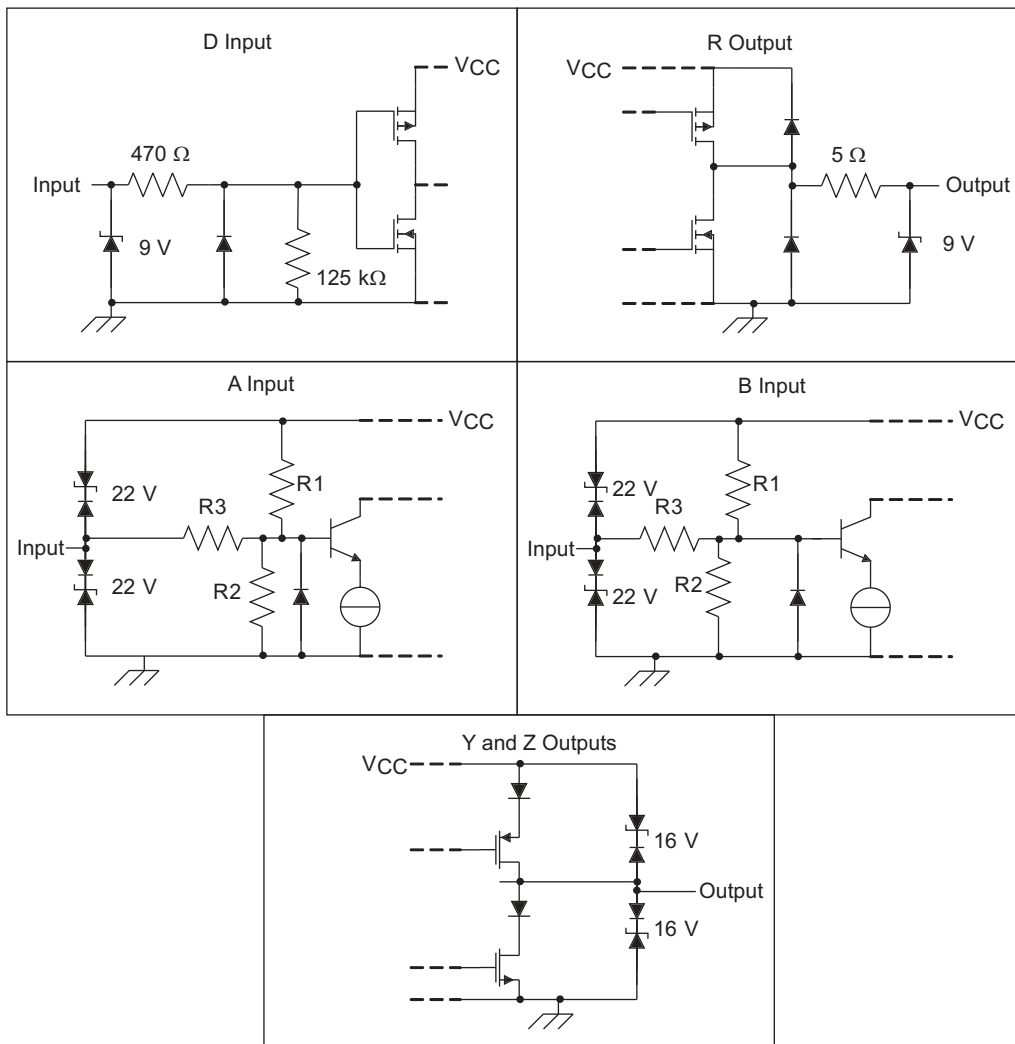 D Input
VCC
470 Ω
Input
9 V
125 kΩ
R Output
VCC
5 Ω
Output
9 V
A Input
VCC
22 V
R1
R3
Input
22 V
R2
B Input
VCC
22 V
R1
R3
Input
22 V
R2
Y and Z Outputs
VCC
16 V
Output
16 V